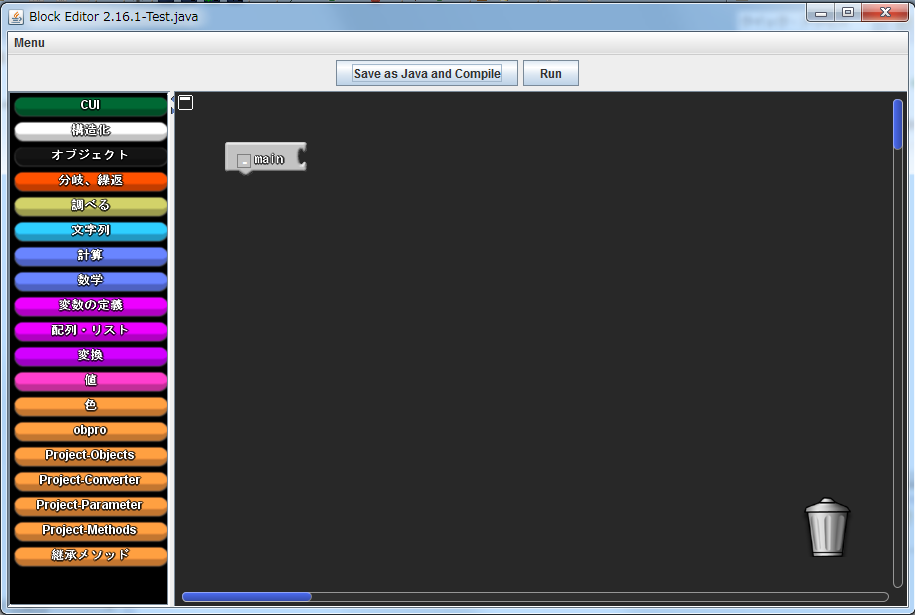 Block Editor 2.16.1-Test.java
Menu
Save as Java and Compile
Run
CUI
構造化
オブジェクト
分岐、繰返
調べる
文字列
計算
数学
変数の定義
配列・リスト
変換
値
色
obpro
Project-Objects
Project-Converter
Project-Parameter
Project-Methods
継承メソッド
main